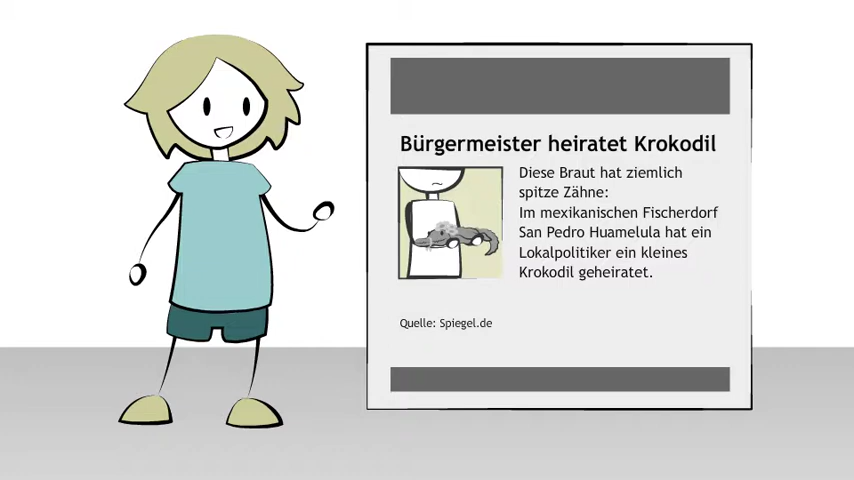 Bürgermeister heiratet Krokodil
Diese Braut hat ziemlich
spitze Zähne:
Im mexikanischen Fischerdorf
San Pedro Huamelula hat ein
Lokalpolitiker ein kleines
Krokodil geheiratet.
Quelle: Spiegel.de